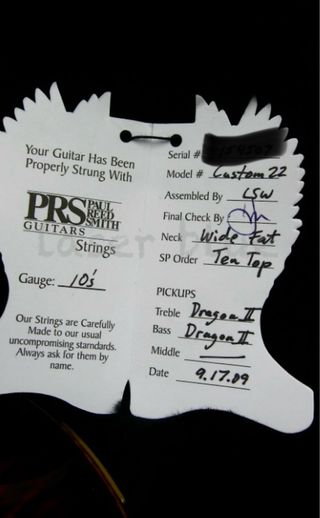 Your Guitar Has Been
Properly Strung With
PRS PAUL
REED
SMITH
GUITARS
Strings
Gauge: 10's
Our Strings are Carefully
Made to our usual
uncompromising starndards.
Always ask for them by
name.
Serial #
Model # Custom 22
Assembled By LSW
Final Check By
Neck Wide Fat
SP Order Ten Top
PICKUPS
Treble Dragon II
Bass Dragon II
Middle
Date 9.17.09